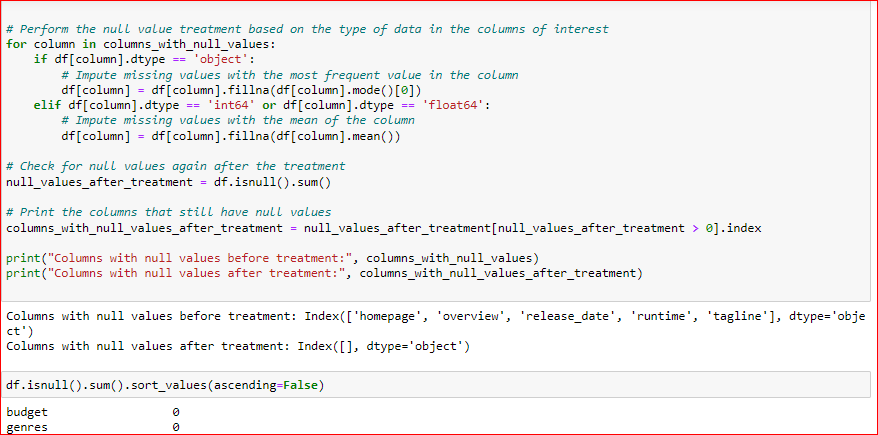 # Perform the null value treatment based on the type of data in the columns of interest
for column in columns_with_null_values:
    if df[column].dtype == 'object':
        # Impute missing values with the most frequent value in the column
        df[column] = df[column].fillna(df[column].mode()[0])
    elif df[column].dtype == 'int64' or df[column].dtype == 'float64':
        # Impute missing values with the mean of the column
        df[column] = df[column].fillna(df[column].mean())
# Check for null values again after the treatment
null_values_after_treatment = df.isnull().sum()
# Print the columns that still have null values
columns_with_null_values_after_treatment = null_values_after_treatment[null_values_after_treatment > 0].index
print("Columns with null values before treatment:", columns_with_null_values)
print("Columns with null values after treatment:", columns_with_null_values_after_treatment)
Columns with null values before treatment: Index(['homepage', 'overview', 'release_date', 'runtime', 'tagline'], dtype='obje
ct')
Columns with null values after treatment: Index([], dtype='object')
df.isnull().sum().sort_values(ascending=False)
budget 0
genres 0